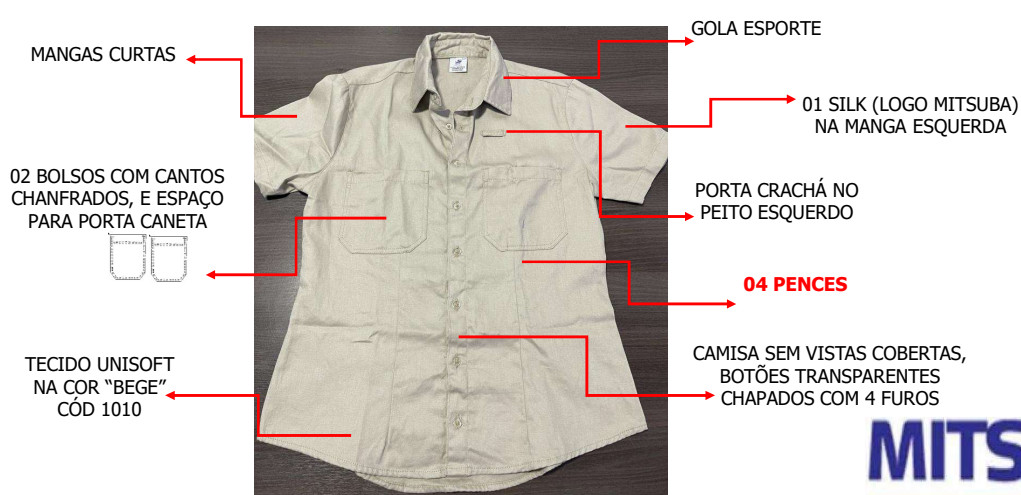 MANGAS CURTAS
GOLA ESPORTE
01 SILK (LOGO MITSUBA)
NA MANGA ESQUERDA
02 BOLSOS COM CANTOS
CHANFRADOS, E ESPAÇO
PARA PORTA CANETA
PORTA CRACHÁ NO
PEITO ESQUERDO
04 PENCES
TECIDO UNISOFT
NA COR “BEGE”
CÓD 1010
CAMISA SEM VISTAS COBERTAS,
BOTÕES TRANSPARENTES
CHAPADOS COM 4 FUROS
MITS